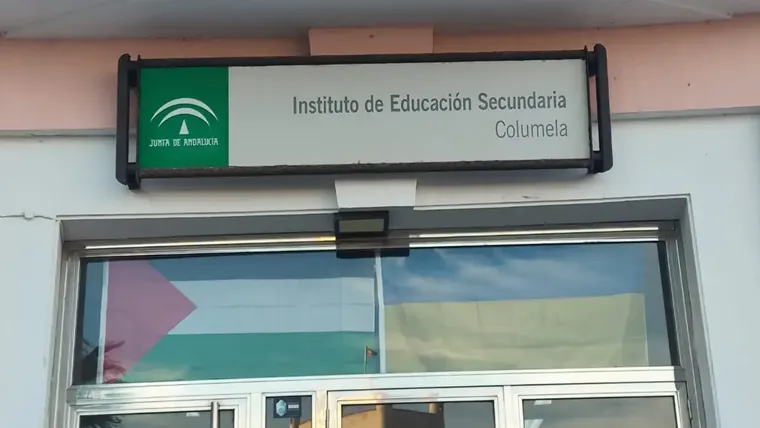 JUNTA DE ANDALUCIA
Instituto de Educación Secundaria
Columela